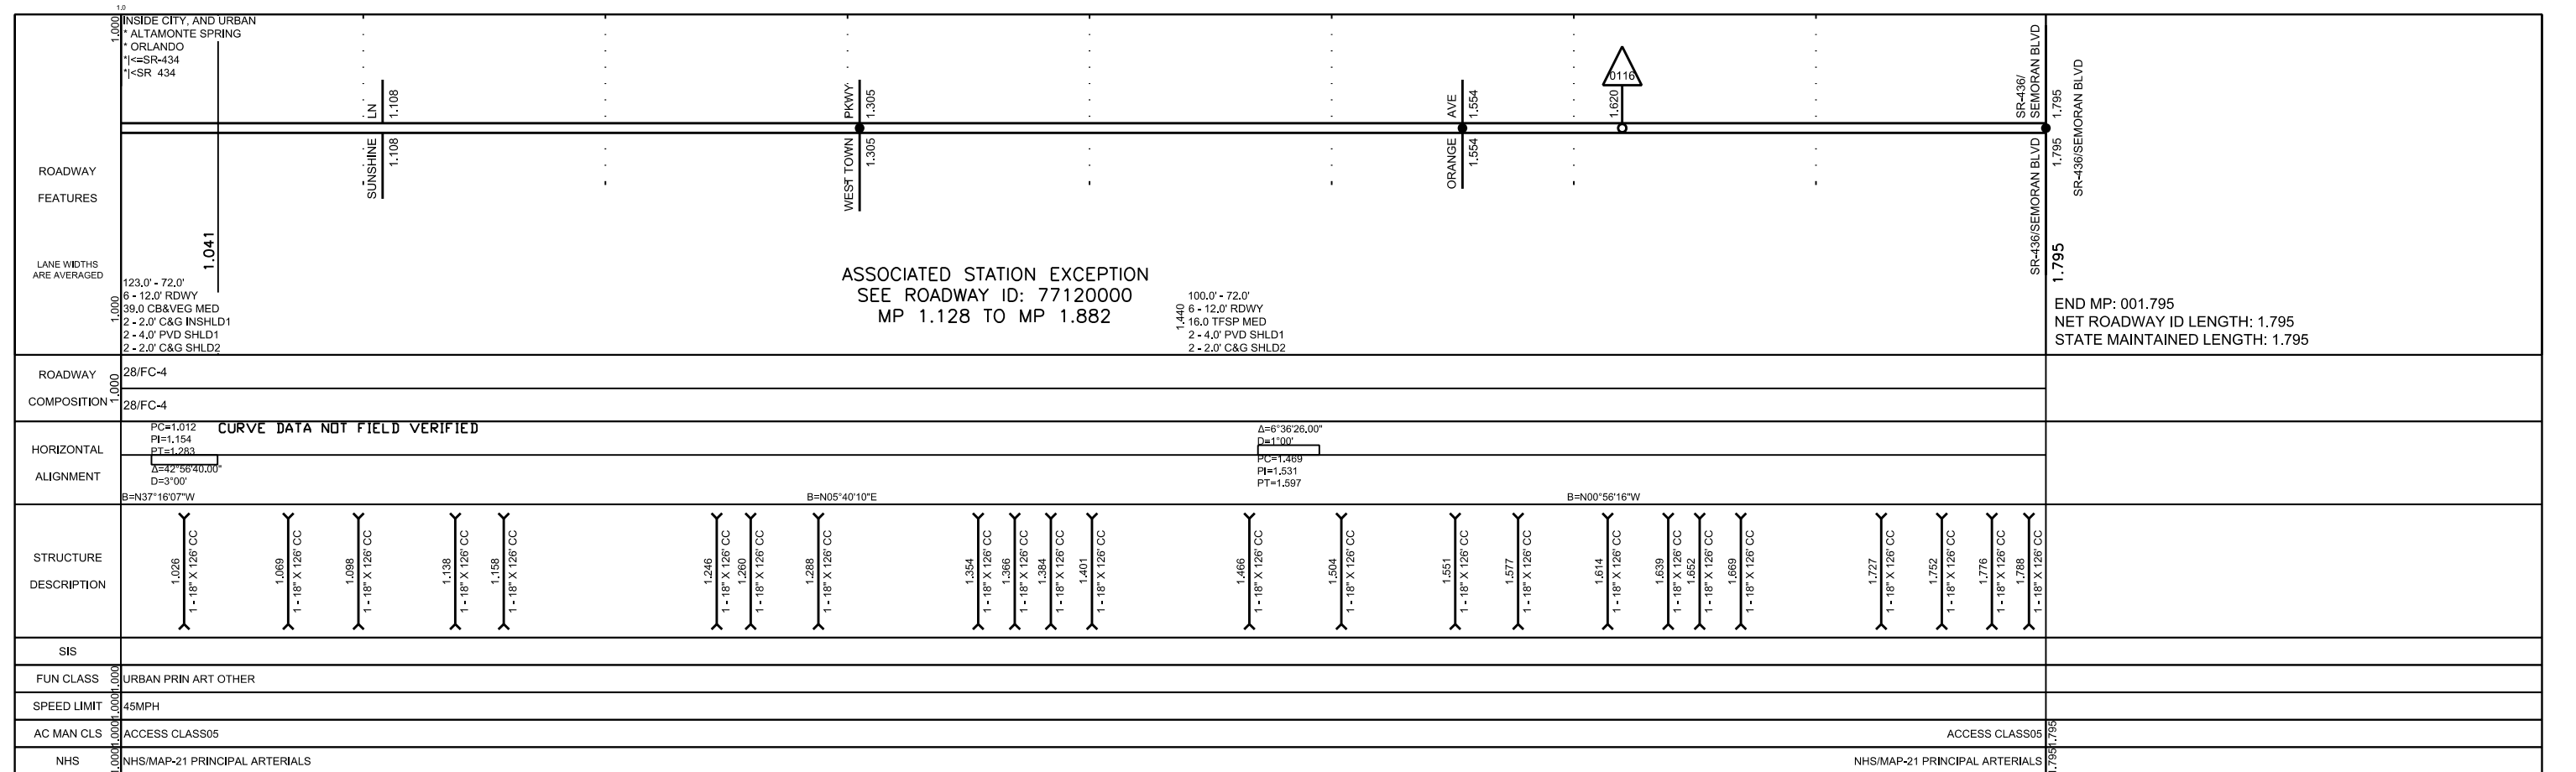 1.0
1.000
INSIDE CITY, AND URBAN
* ALTAMONTE SPRING
* ORLANDO
*|<=SR-434
*|<SR 434
LN
1.108
PKWY
1.305
AVE
1.554
0116
1.620
SR-436/
SEMORAN BLVD
1.795
SR-436/SEMORAN BLVD
ROADWAY
FEATURES
SUNSHINE
1.108
WEST TOWN
1.305
ORANGE
1.554
SR-436/SEMORAN BLVD
1.795
1.041
1.795
LANE WIDTHS
ARE AVERAGED
1.000
123.0' - 72.0'
6 - 12.0' RDWY
39.0 CB&VEG MED
2 - 2.0' C&G INSHLD1
2 - 4.0' PVD SHLD1
2 - 2.0' C&G SHLD2
ASSOCIATED STATION EXCEPTION
SEE ROADWAY ID: 77120000
MP 1.128 TO MP 1.882
1.440
100.0' - 72.0'
6 - 12.0' RDWY
16.0 TFSP MED
2 - 4.0' PVD SHLD1
2 - 2.0' C&G SHLD2
END MP: 001.795
NET ROADWAY ID LENGTH: 1.795
STATE MAINTAINED LENGTH: 1.795
ROADWAY
COMPOSITION
1.000
28/FC-4
28/FC-4
HORIZONTAL
ALIGNMENT
PC=1.012
PI=1.154
PT=1.283
CURVE DATA NOT FIELD VERIFIED
Δ=42°56'40.00"
D=3°00'
Δ=6°36'26.00"
D=1°00'
PC=1.469
PI=1.531
PT=1.597
B=N37°16'07"W
B=N05°40'10"E
B=N00°56'16"W
STRUCTURE
DESCRIPTION
1.026
1 - 18" X 126' CC
1.069
1 - 18" X 126' CC
1.098
1 - 18" X 126' CC
1.138
1 - 18" X 126' CC
1.158
1 - 18" X 126' CC
1.246
1 - 18" X 126' CC
1.260
1 - 18" X 126' CC
1.288
1 - 18" X 126' CC
1.354
1 - 18" X 126' CC
1.366
1 - 18" X 126' CC
1.384
1 - 18" X 126' CC
1.401
1 - 18" X 126' CC
1.466
1 - 18" X 126' CC
1.504
1 - 18" X 126' CC
1.551
1 - 18" X 126' CC
1.577
1 - 18" X 126' CC
1.614
1 - 18" X 126' CC
1.639
1 - 18" X 126' CC
1.652
1 - 18" X 126' CC
1.669
1 - 18" X 126' CC
1.727
1 - 18" X 126' CC
1.752
1 - 18" X 126' CC
1.776
1 - 18" X 126' CC
1.788
1 - 18" X 126' CC
SIS
FUN CLASS
1.000
URBAN PRIN ART OTHER
SPEED LIMIT
1.000
45MPH
AC MAN CLS
1.000
ACCESS CLASS05
ACCESS CLASS05
1.795
NHS
1.000
NHS/MAP-21 PRINCIPAL ARTERIALS
NHS/MAP-21 PRINCIPAL ARTERIALS
1.795